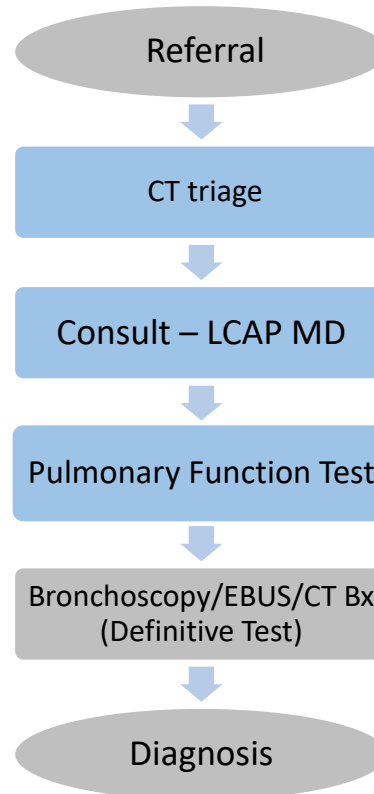 Referral
CT triage
Consult – LCAP MD
Pulmonary Function Test
Bronchoscopy/EBUS/CT Bx
(Definitive Test)
Diagnosis